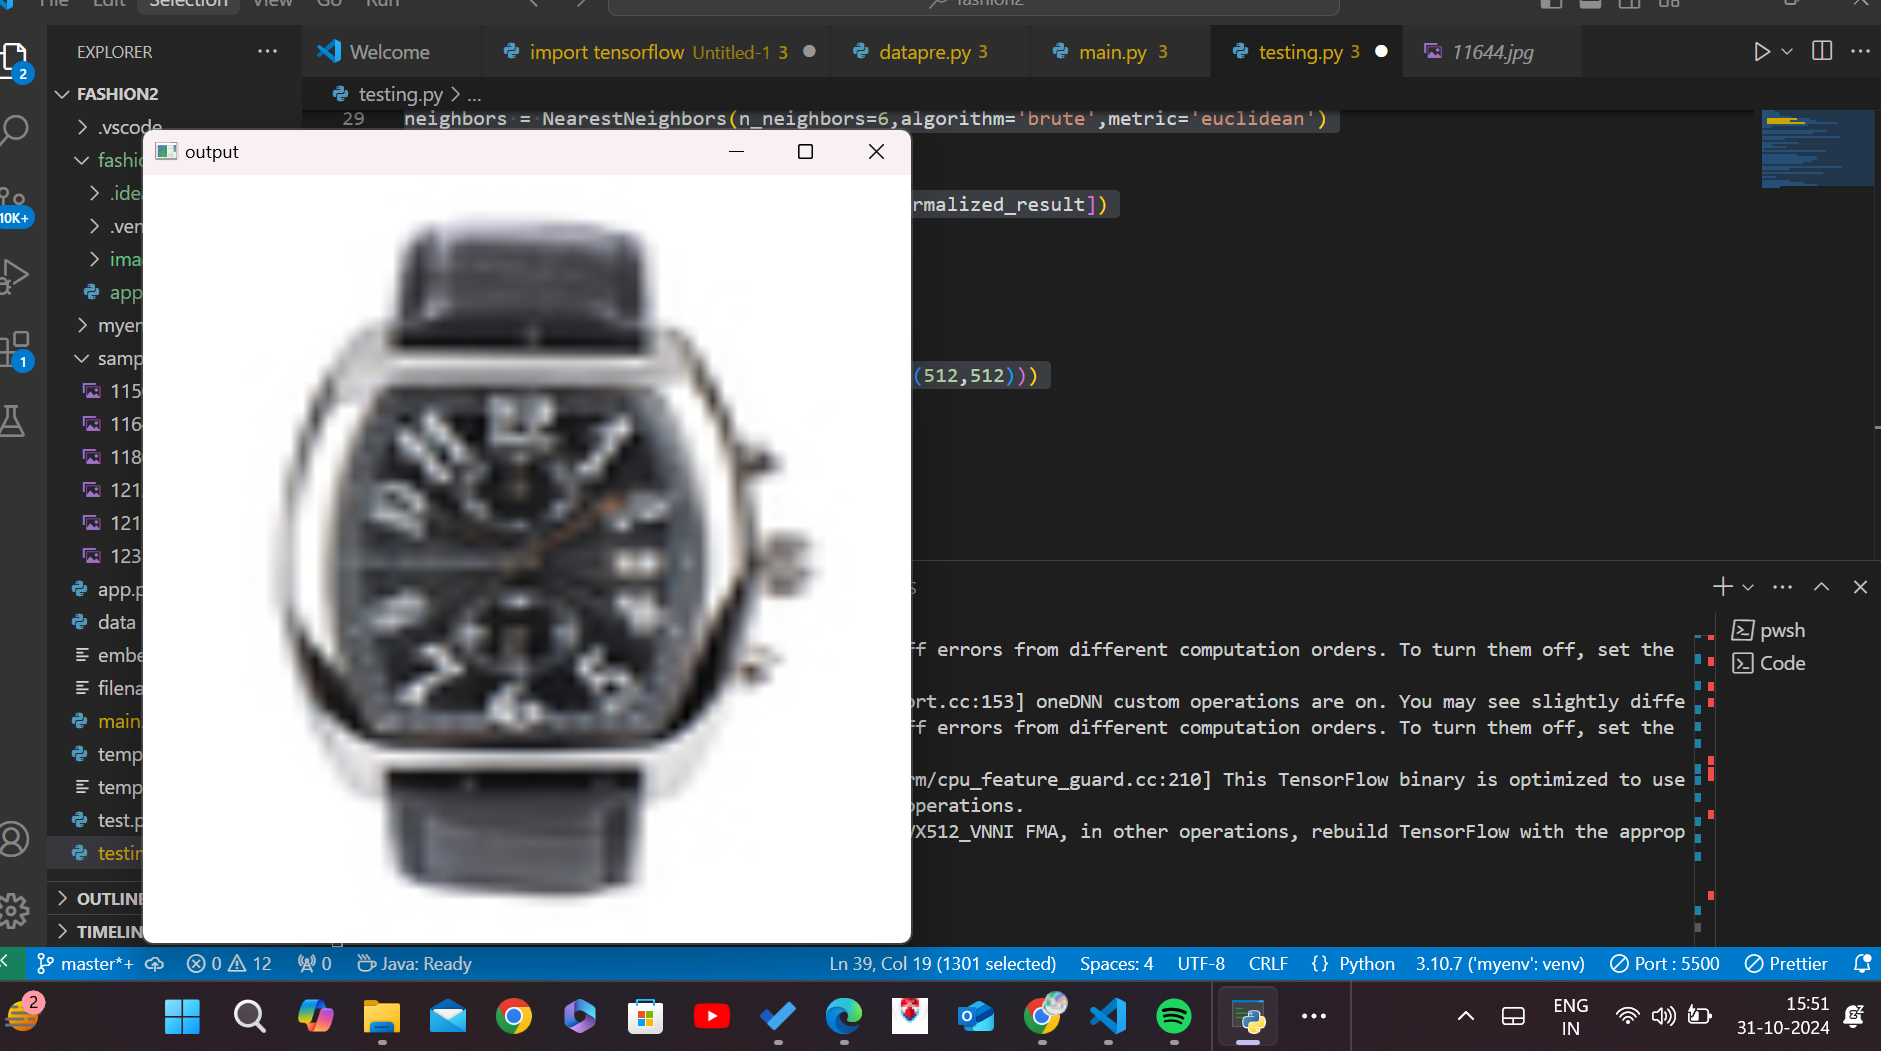 File Edit Selection View Go Run fashion2
EXPLORER
Welcome
import tensorflow Untitled-1 3
datapre.py 3
main.py 3
testing.py 3
11644.jpg
testing.py > ...
FASHION2
.vscode
fashi
.ide
.ven
ima
app
myen
samp
115
116
118
121
121
123
app.p
data
embe
filena
main.
temp
temp
test.p
testin
OUTLINE
TIMELIN
2
10K+
1
29 neighbors = NearestNeighbors(n_neighbors=6,algorithm='brute',metric='euclidean')
rmalized_result])
(512,512)))
output
12
11
10
7
6
5
ff errors from different computation orders. To turn them off, set the
ort.cc:153] oneDNN custom operations are on. You may see slightly diffe
ff errors from different computation orders. To turn them off, set the
rm/cpu_feature_guard.cc:210] This TensorFlow binary is optimized to use
operations.
VX512_VNNI FMA, in other operations, rebuild TensorFlow with the approp
pwsh
Code
master*+ 0 12 0 Java: Ready Ln 39, Col 19 (1301 selected) Spaces: 4 UTF-8 CRLF {} Python 3.10.7 ('myenv': venv) Port : 5500 Prettier
2
ENG
IN
15:51
31-10-2024